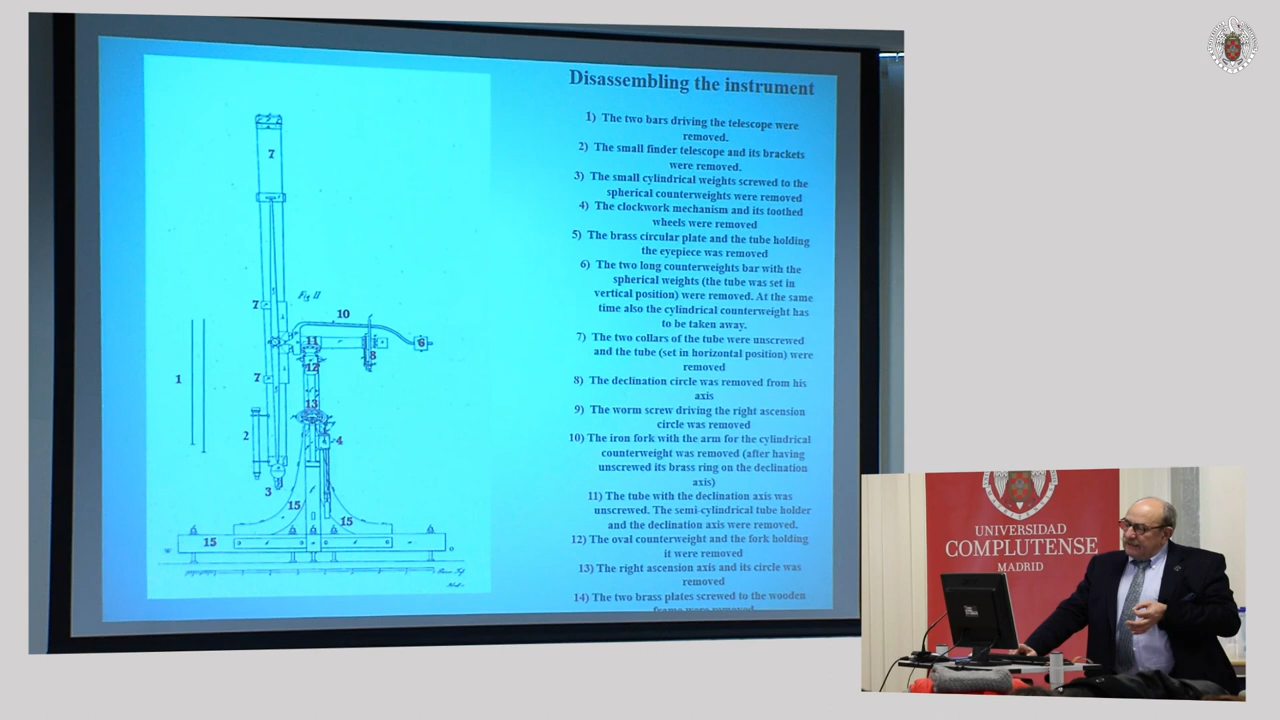 Disassembling the instrument
1) The two bars driving the telescope were
removed.
2) The small finder telescope and its brackets
were removed.
3) The small cylindrical weights screwed to the
spherical counterweights were removed
4) The clockwork mechanism and its toothed
wheels were removed
5) The brass circular plate and the tube holding
the eyepiece was removed
6) The two long counterweights bar with the
spherical weights (the tube was set in
vertical position) were removed. At the same
time also the cylindrical counterweight has
to be taken away.
7) The two collars of the tube were unscrewed
and the tube (set in horizontal position) were
removed
8) The declination circle was removed from his
axis
9) The worm screw driving the right ascension
circle was removed
10) The iron fork with the arm for the cylindrical
counterweight was removed (after having
unscrewed its brass ring on the declination
axis)
11) The tube with the declination axis was
unscrewed. The semi-cylindrical tube holder
and the declination axis were removed.
12) The oval counterweight and the fork holding
it were removed
13) The right ascension axis and its circle was
removed
14) The two brass plates screwed to the wooden
frame were removed
7
Fig II
7
10
11
6
8
12
7
1
13
2
4
3
15
15
15
UNIVERSIDAD
COMPLUTENSE
MADRID